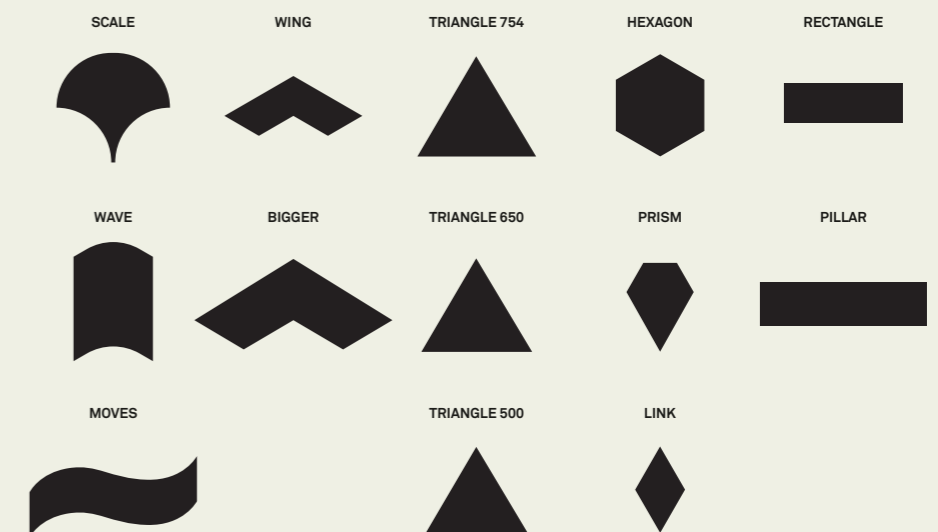 SCALE WING TRIANGLE 754 HEXAGON RECTANGLE
WAVE BIGGER TRIANGLE 650 PRISM PILLAR
MOVES TRIANGLE 500 LINK